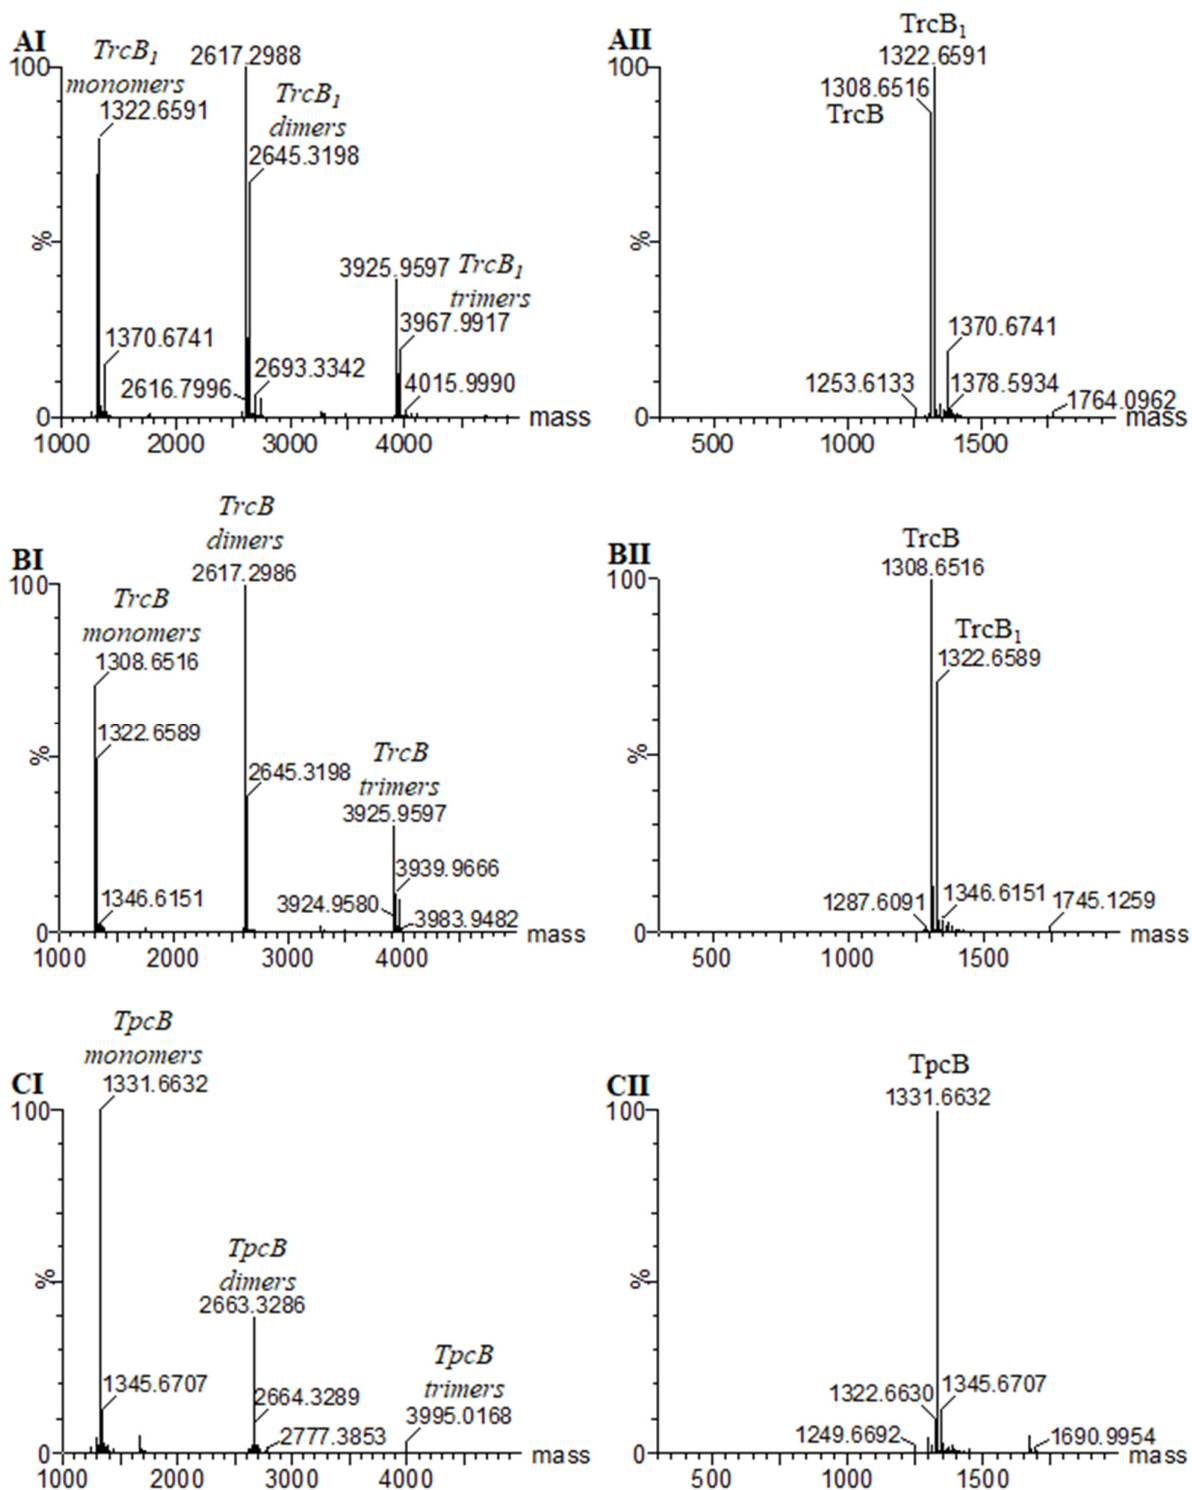 AI
TrcB1
monomers
1322.6591
2617.2988
TrcB1
dimers
2645.3198
3925.9597
TrcB1
trimers
3967.9917
1370.6741
2616.7996
2693.3342
4015.9990
100
%
0
mass
1000 2000 3000 4000
AII
TrcB1
1322.6591
1308.6516
TrcB
1370.6741
1253.6133
1378.5934
1764.0962
100
%
0
mass
500 1000 1500
BI
TrcB
dimers
2617.2986
TrcB
monomers
1308.6516
1322.6589
2645.3198
TrcB
trimers
3925.9597
3939.9666
1346.6151
3924.9580
3983.9482
100
%
0
mass
1000 2000 3000 4000
BII
TrcB
1308.6516
TrcB1
1322.6589
1287.6091
1346.6151
1745.1259
100
%
0
mass
500 1000 1500
CI
TpcB
monomers
1331.6632
TpcB
dimers
2663.3286
TpcB
trimers
3995.0168
1345.6707
2664.3289
2777.3853
100
%
0
mass
1000 2000 3000 4000
CII
TpcB
1331.6632
1322.6630
1345.6707
1249.6692
1690.9954
100
%
0
mass
500 1000 1500